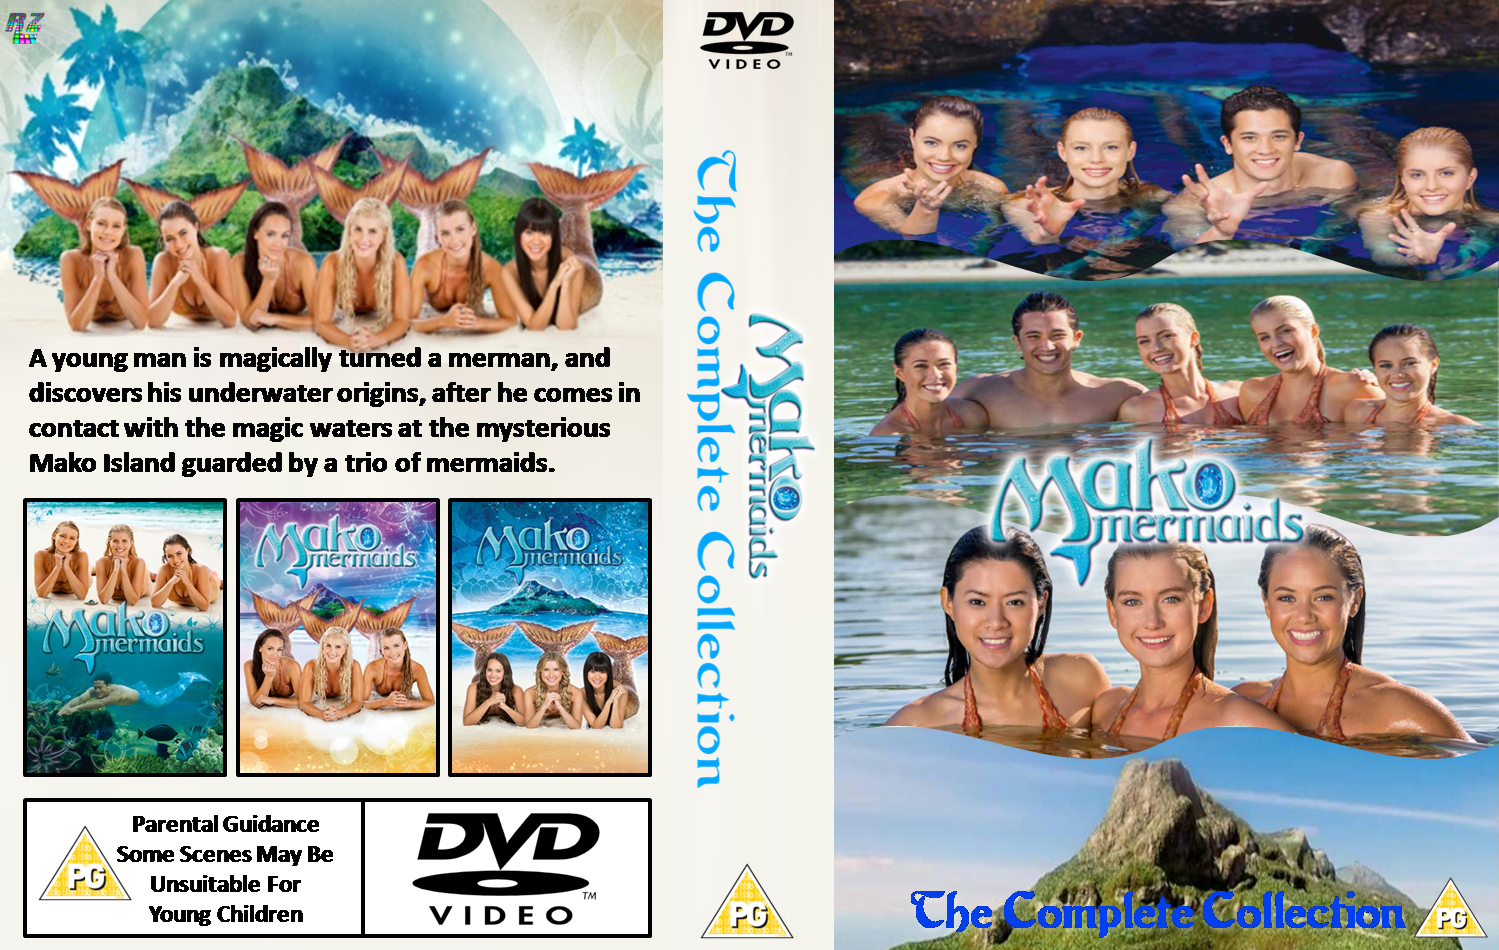 RZ
DVD
VIDEO
TM
The Complete Collection
Mako
mermaids
A young man is magically turned a merman, and
discovers his underwater origins, after he comes in
contact with the magic waters at the mysterious
Mako Island guarded by a trio of mermaids.
Mako
mermaids
Mako
mermaids
Mako
mermaids
PG
Parental Guidance
Some Scenes May Be
Unsuitable For
Young Children
DVD
VIDEO
TM
PG
Mako
mermaids
The Complete Collection
PG